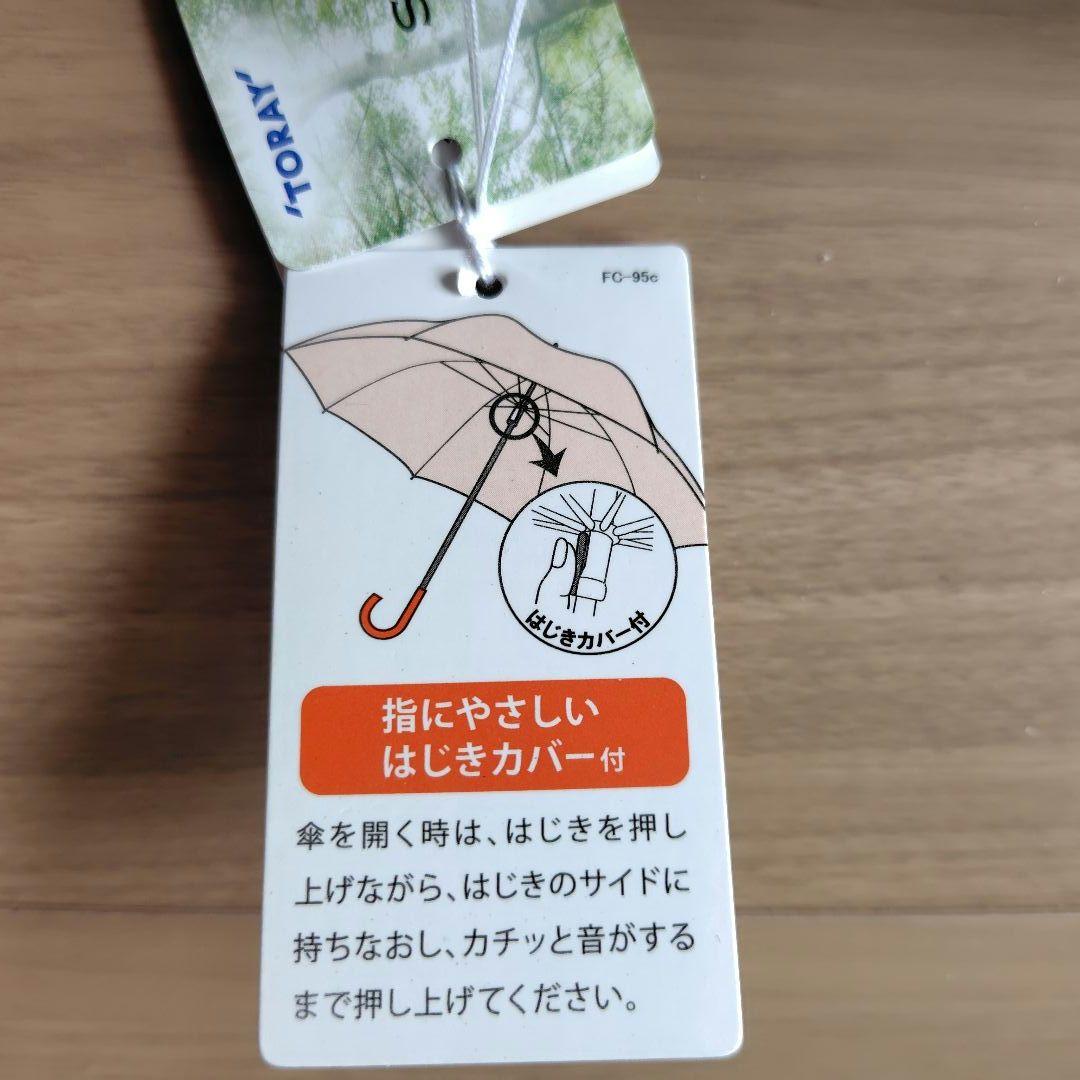 'TORAY'
S
FC-95c
はじきカバー付
指にやさしい
はじきカバー付
傘を開く時は、はじきを押し
上げながら、はじきのサイドに
持ちなおし、カチッと音がする
まで押し上げてください。